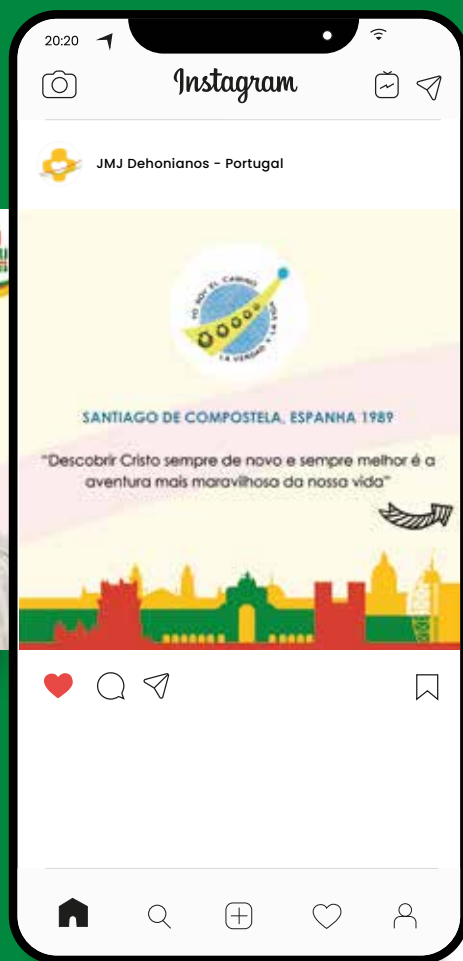 20:20
Instagram
JMJ Dehonianos - Portugal
YO SOY EL CAMINO
LA VERDAD Y LA VIDA
SANTIAGO DE COMPOSTELA, ESPANHA 1989
"Descobrir Cristo sempre de novo e sempre melhor é a
aventura mais maravilhosa da nossa vida"